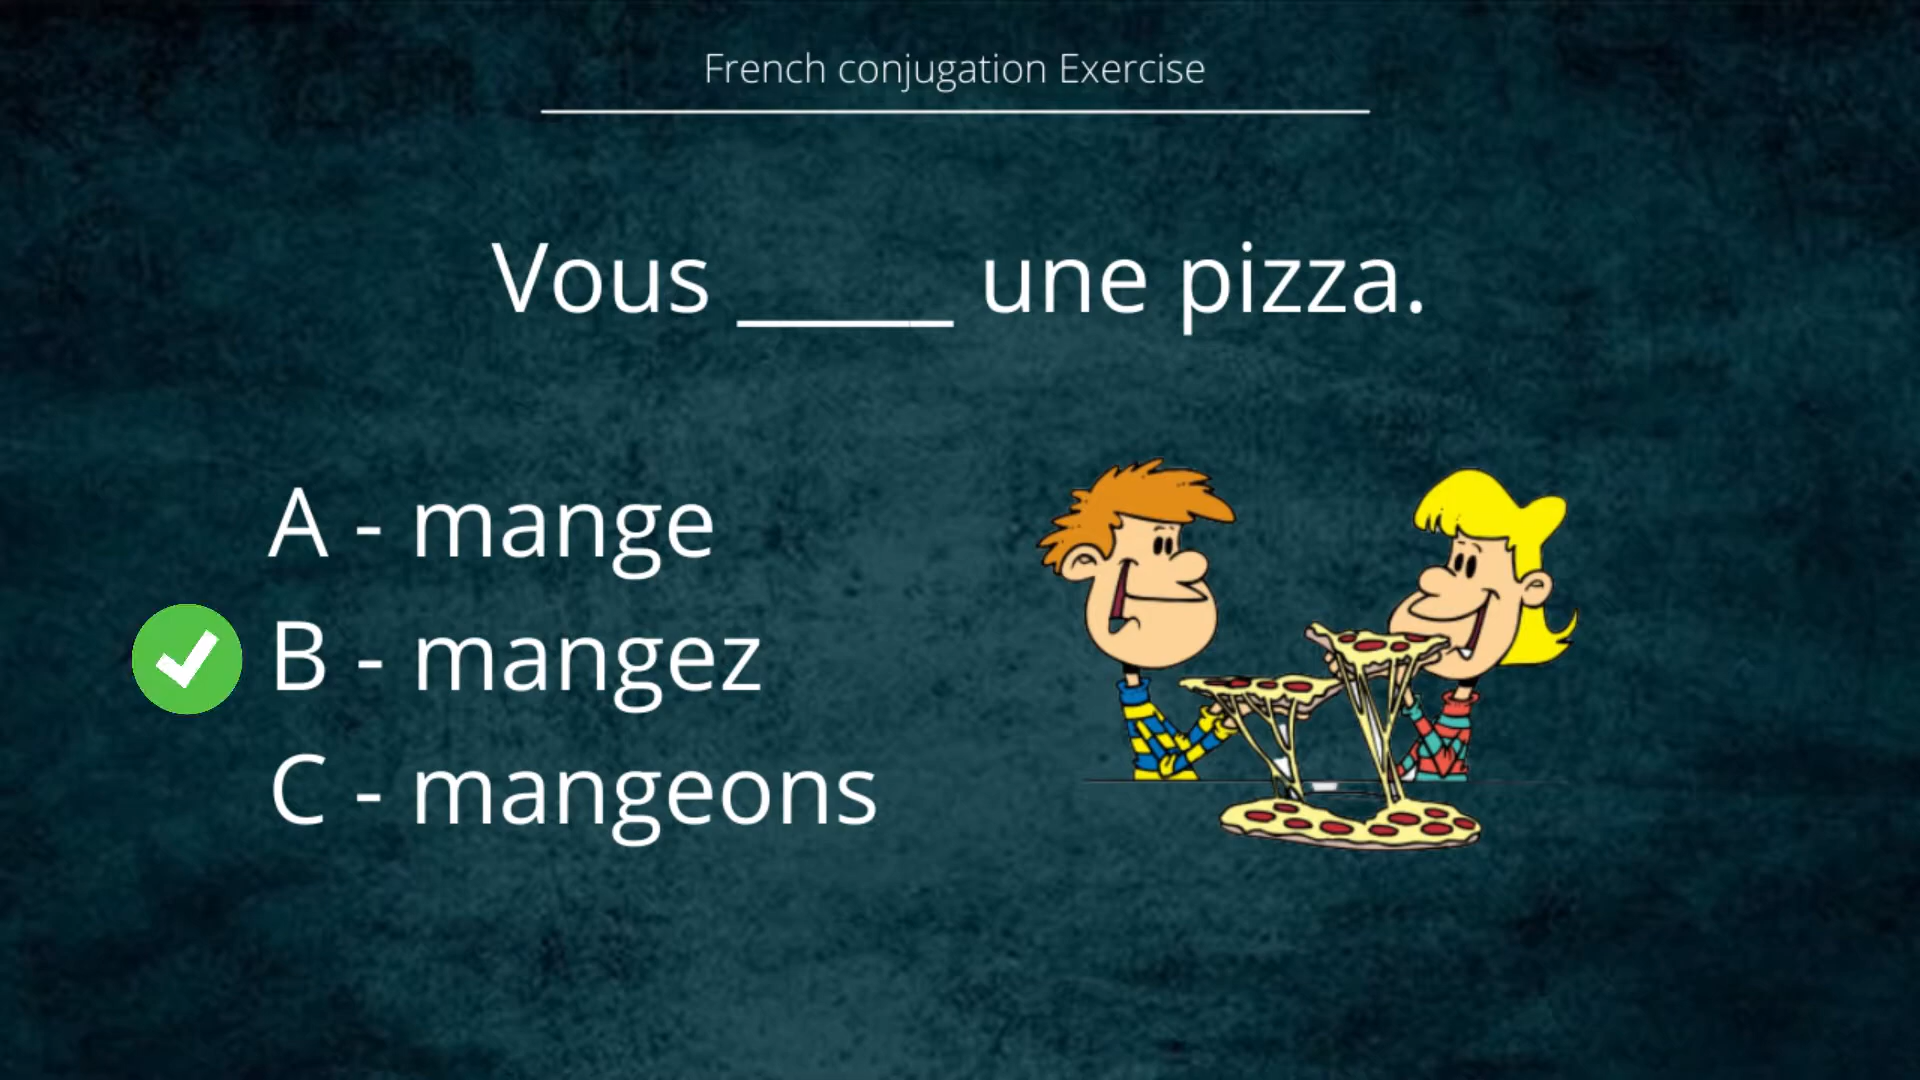 French conjugation Exercise
Vous _____ une pizza.
A - mange
B - mangez
C - mangeons